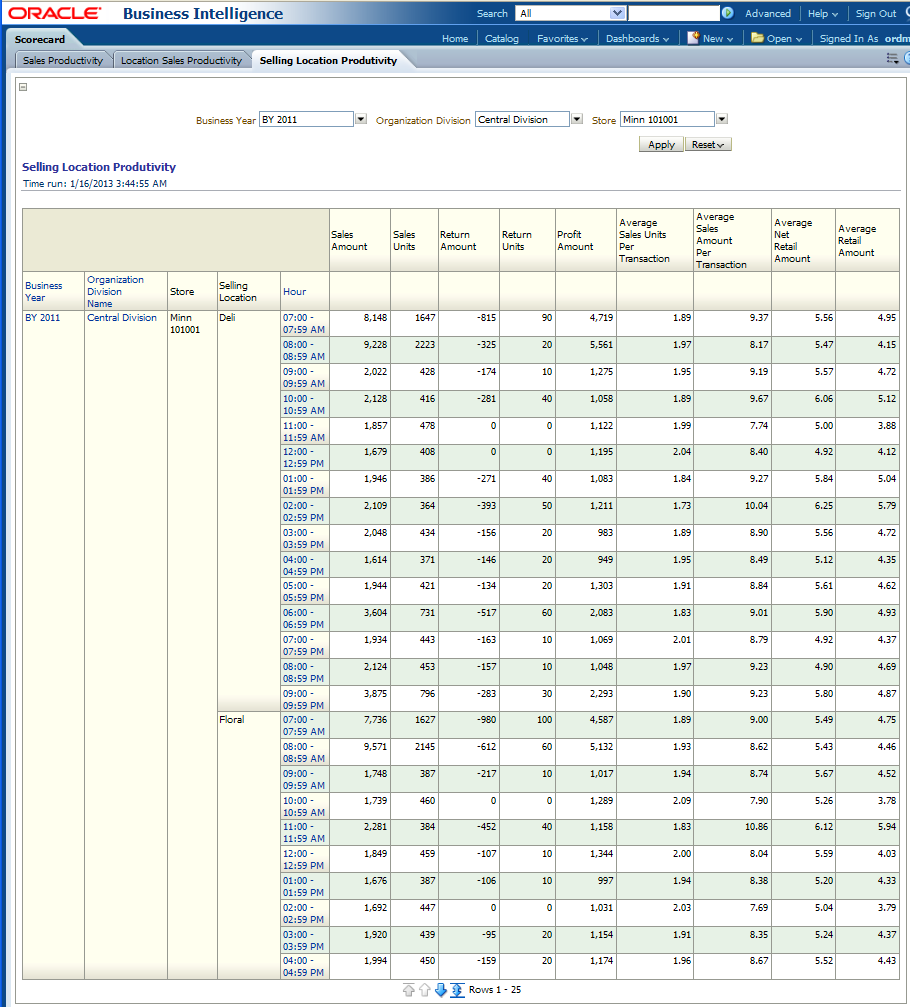 ORACLE Business Intelligence Search All Advanced Help Sign Out
Scorecard Home Catalog Favorites Dashboards New Open Signed In As ordm
Sales Productivity Location Sales Productivity Selling Location Produtivity
Business Year BY 2011 Organization Division Central Division Store Minn 101001
Apply Reset
Selling Location Produtivity
Time run: 1/16/2013 3:44:55 AM
Sales Amount Sales Units Return Amount Return Units Profit Amount Average Sales Units Per Transaction Average Sales Amount Per Transaction Average Net Retail Amount Average Retail Amount
Business Year Organization Division Name Store Selling Location Hour
BY 2011 Central Division Minn 101001 Deli 07:00 - 07:59 AM 8,148 1647 -815 90 4,719 1.89 9.37 5.56 4.95
08:00 - 08:59 AM 9,228 2223 -325 20 5,561 1.97 8.17 5.47 4.15
09:00 - 09:59 AM 2,022 428 -174 10 1,275 1.95 9.19 5.57 4.72
10:00 - 10:59 AM 2,128 416 -281 40 1,058 1.89 9.67 6.06 5.12
11:00 - 11:59 AM 1,857 478 0 0 1,122 1.99 7.74 5.00 3.88
12:00 - 12:59 PM 1,679 408 0 0 1,195 2.04 8.40 4.92 4.12
01:00 - 01:59 PM 1,946 386 -271 40 1,083 1.84 9.27 5.84 5.04
02:00 - 02:59 PM 2,109 364 -393 50 1,211 1.73 10.04 6.25 5.79
03:00 - 03:59 PM 2,048 434 -156 20 983 1.89 8.90 5.56 4.72
04:00 - 04:59 PM 1,614 371 -146 20 949 1.95 8.49 5.12 4.35
05:00 - 05:59 PM 1,944 421 -134 20 1,303 1.91 8.84 5.61 4.62
06:00 - 06:59 PM 3,604 731 -517 60 2,083 1.83 9.01 5.90 4.93
07:00 - 07:59 PM 1,934 443 -163 10 1,069 2.01 8.79 4.92 4.37
08:00 - 08:59 PM 2,124 453 -157 10 1,048 1.97 9.23 4.90 4.69
09:00 - 09:59 PM 3,875 796 -283 30 2,293 1.90 9.23 5.80 4.87
Floral 07:00 - 07:59 AM 7,736 1627 -980 100 4,587 1.89 9.00 5.49 4.75
08:00 - 08:59 AM 9,571 2145 -612 60 5,132 1.93 8.62 5.43 4.46
09:00 - 09:59 AM 1,748 387 -217 10 1,017 1.94 8.74 5.67 4.52
10:00 - 10:59 AM 1,739 460 0 0 1,289 2.09 7.90 5.26 3.78
11:00 - 11:59 AM 2,281 384 -452 40 1,158 1.83 10.86 6.12 5.94
12:00 - 12:59 PM 1,849 459 -107 10 1,344 2.00 8.04 5.59 4.03
01:00 - 01:59 PM 1,676 387 -106 10 997 1.94 8.38 5.20 4.33
02:00 - 02:59 PM 1,692 447 0 0 1,031 2.03 7.69 5.04 3.79
03:00 - 03:59 PM 1,920 439 -95 20 1,154 1.91 8.35 5.24 4.37
04:00 - 04:59 PM 1,994 450 -159 20 1,174 1.96 8.67 5.52 4.43
Rows 1 - 25